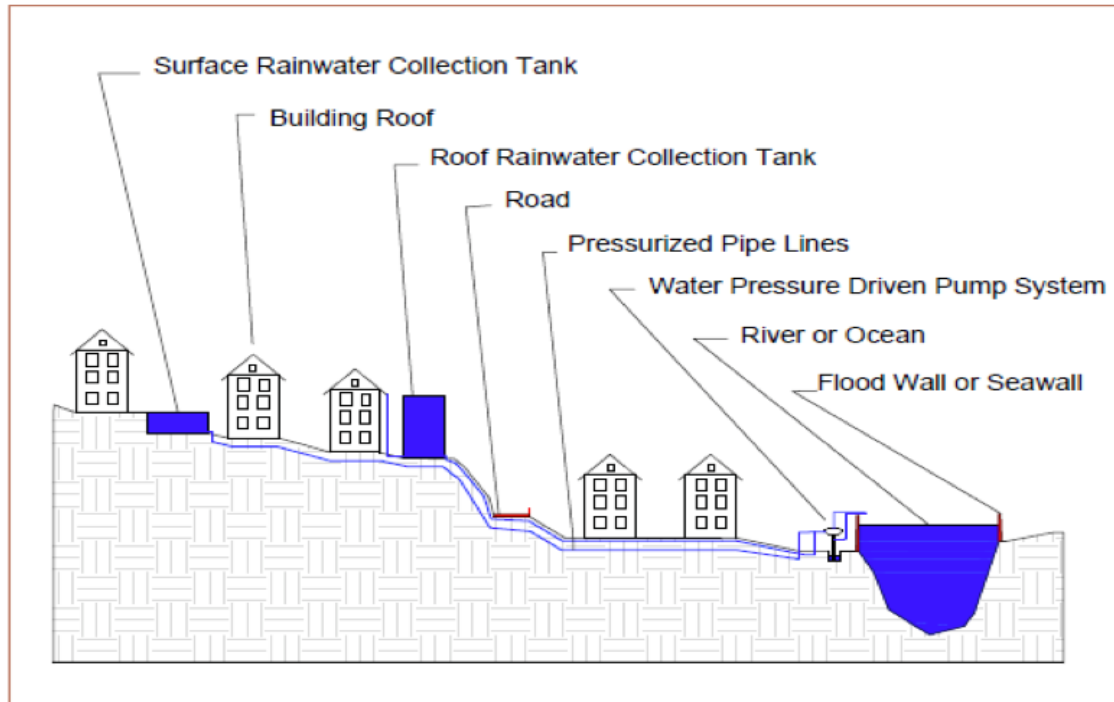 Surface Rainwater Collection Tank
Building Roof
Roof Rainwater Collection Tank
Road
Pressurized Pipe Lines
Water Pressure Driven Pump System
River or Ocean
Flood Wall or Seawall